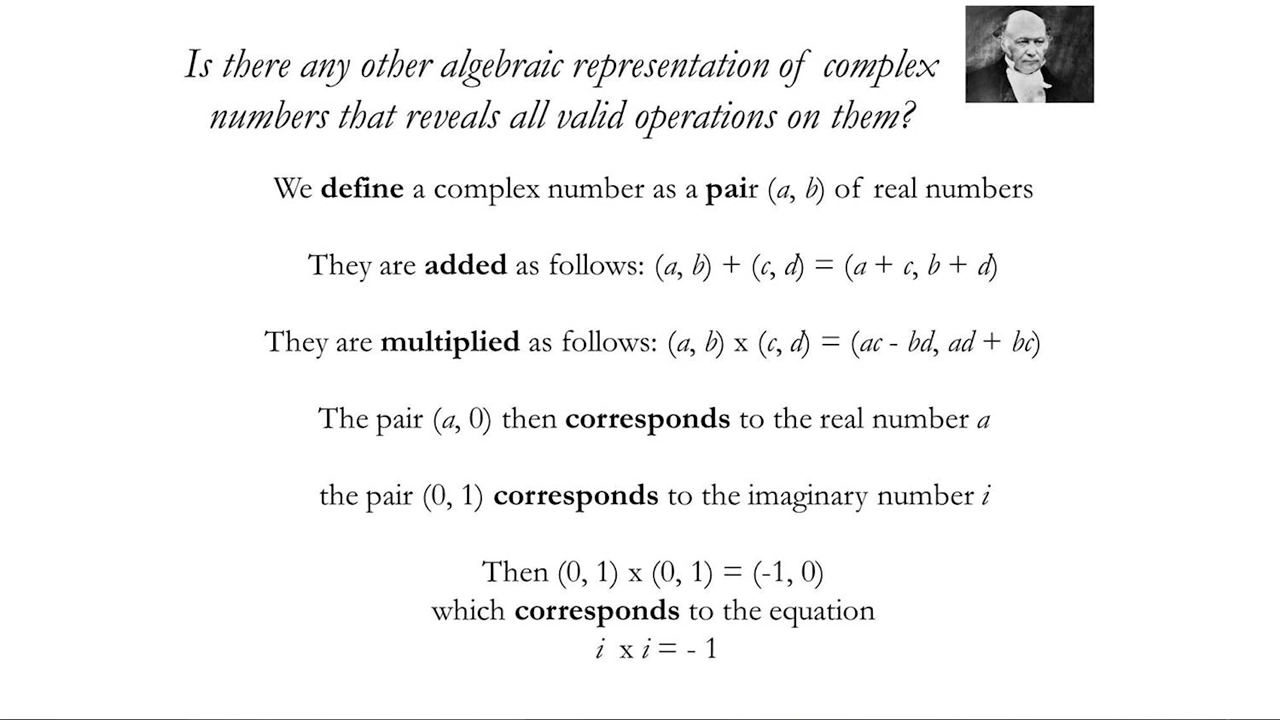 Is there any other algebraic representation of complex
numbers that reveals all valid operations on them?
We define a complex number as a pair (a, b) of real numbers
They are added as follows: (a, b) + (c, d) = (a + c, b + d)
They are multiplied as follows: (a, b) x (c, d) = (ac - bd, ad + bc)
The pair (a, 0) then corresponds to the real number a
the pair (0, 1) corresponds to the imaginary number i
Then (0, 1) x (0, 1) = (-1, 0)
which corresponds to the equation
i x i = - 1